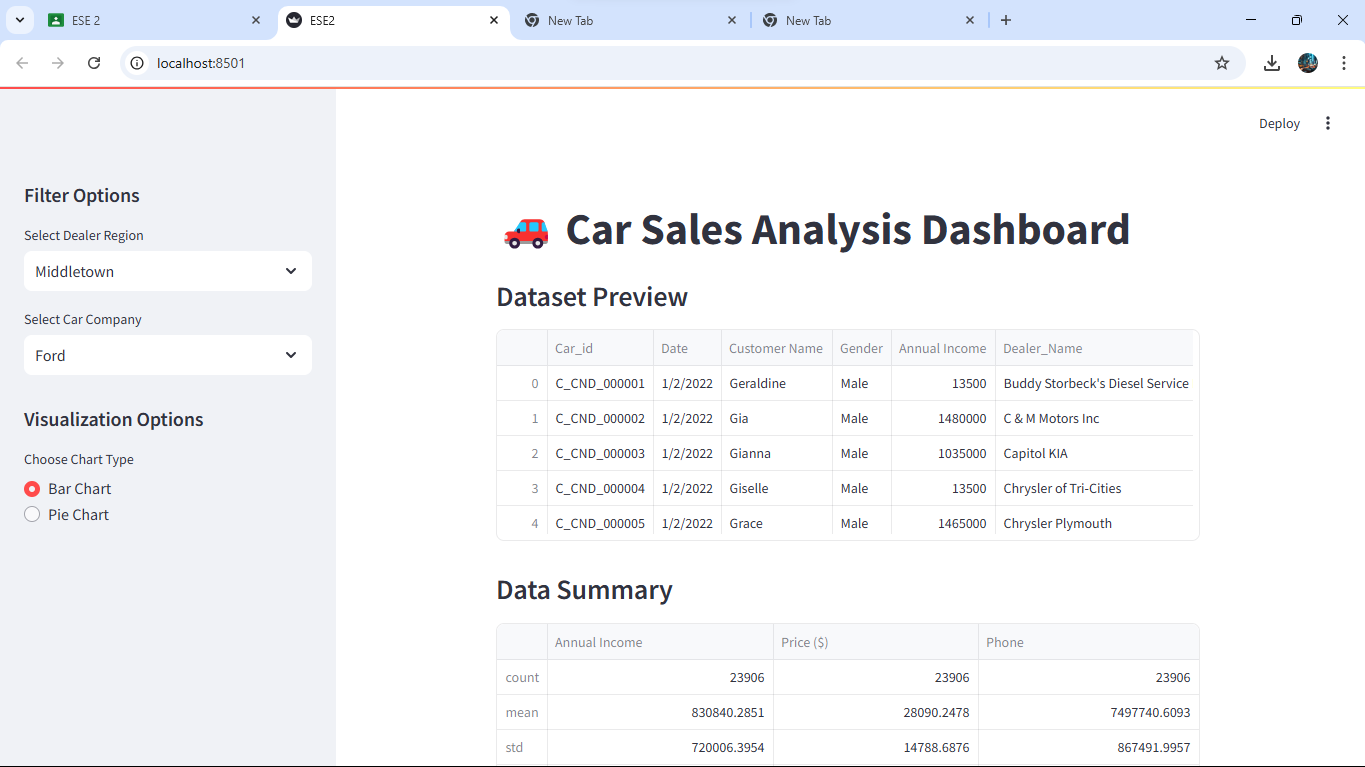 ESE 2
ESE2
New Tab
New Tab
localhost:8501
Deploy
Filter Options
Select Dealer Region
Middletown
Select Car Company
Ford
Visualization Options
Choose Chart Type
Bar Chart
Pie Chart
Car Sales Analysis Dashboard
Dataset Preview
Car_id Date Customer Name Gender Annual Income Dealer_Name
0 C_CND_000001 1/2/2022 Geraldine Male 13500 Buddy Storbeck's Diesel Service
1 C_CND_000002 1/2/2022 Gia Male 1480000 C & M Motors Inc
2 C_CND_000003 1/2/2022 Gianna Male 1035000 Capitol KIA
3 C_CND_000004 1/2/2022 Giselle Male 13500 Chrysler of Tri-Cities
4 C_CND_000005 1/2/2022 Grace Male 1465000 Chrysler Plymouth
Data Summary
Annual Income Price ($) Phone
count 23906 23906 23906
mean 830840.2851 28090.2478 7497740.6093
std 720006.3954 14788.6876 867491.9957